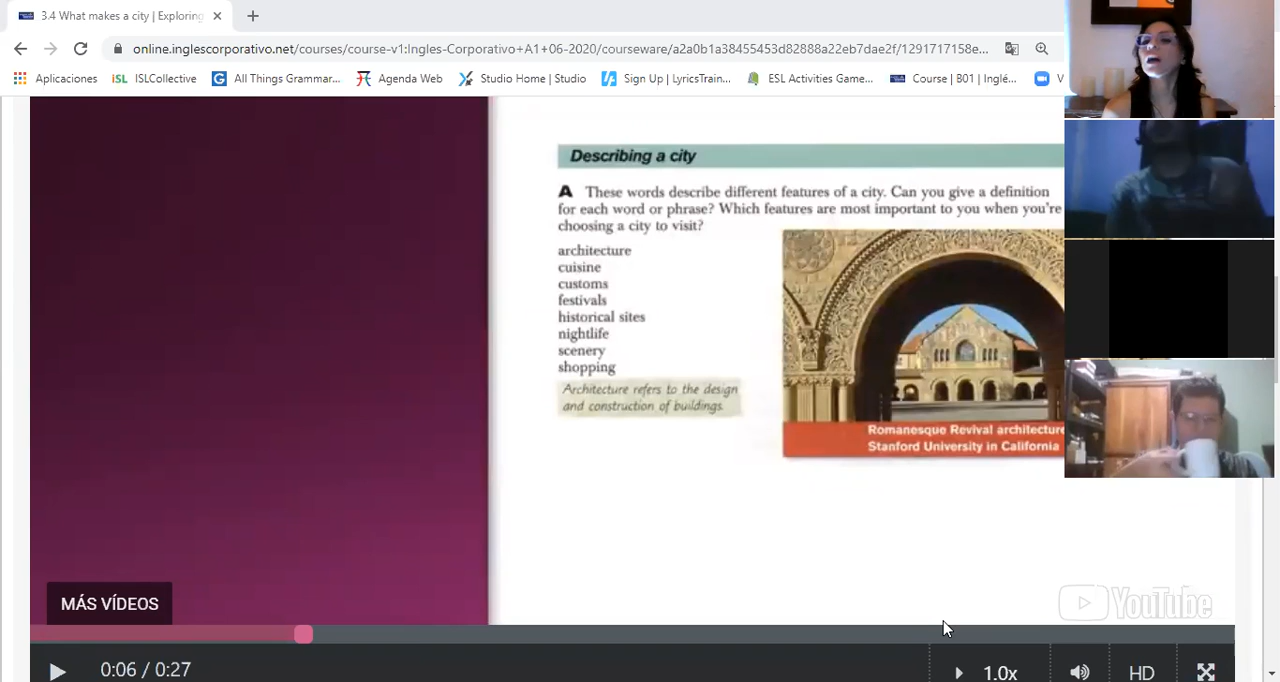 3.4 What makes a city | Exploring
online.inglescorporativo.net/courses/course-v1:Ingles-Corporativo+A1+06-2020/courseware/a2a0b1a38455453d82888a22eb7dae2f/1291717158e...
Aplicaciones
iSL ISLCollective
G All Things Grammar...
Agenda Web
Studio Home | Studio
Sign Up | LyricsTrain...
ESL Activities Game...
Course | B01 | Inglé...
V
Describing a city
A These words describe different features of a city. Can you give a definition
for each word or phrase? Which features are most important to you when you're
choosing a city to visit?
architecture
cuisine
customs
festivals
historical sites
nightlife
scenery
shopping
Architecture refers to the design
and construction of buildings.
Romanesque Revival architecture
Stanford University in California
MÁS VÍDEOS
YouTube
0:06 / 0:27
1.0x
HD